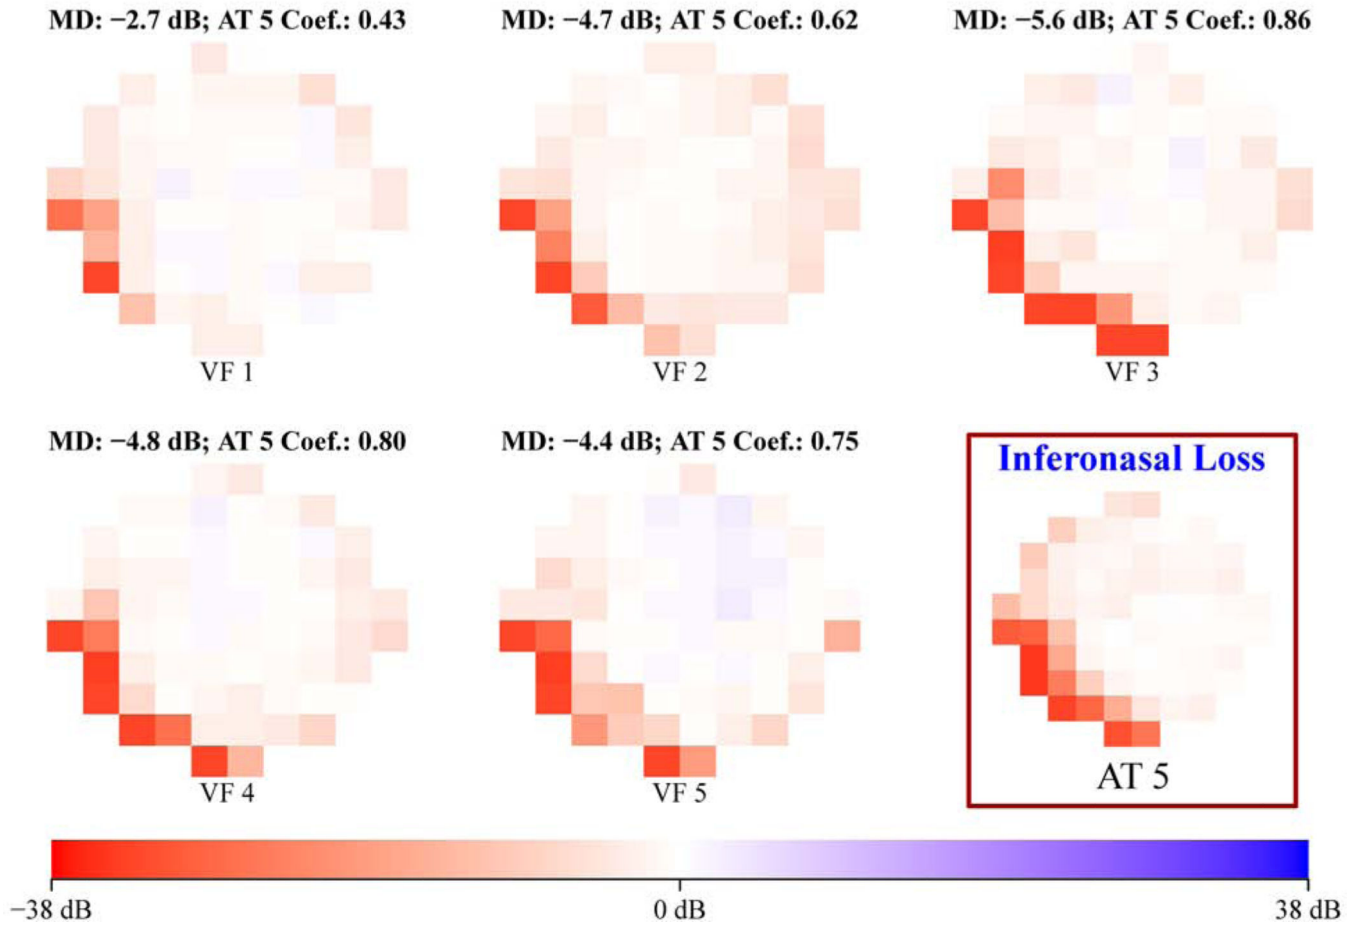 MD: −2.7 dB; AT 5 Coef.: 0.43
MD: −4.7 dB; AT 5 Coef.: 0.62
MD: −5.6 dB; AT 5 Coef.: 0.86
VF 1
VF 2
VF 3
MD: −4.8 dB; AT 5 Coef.: 0.80
MD: −4.4 dB; AT 5 Coef.: 0.75
Inferonasal Loss
VF 4
VF 5
AT 5
−38 dB
0 dB
38 dB